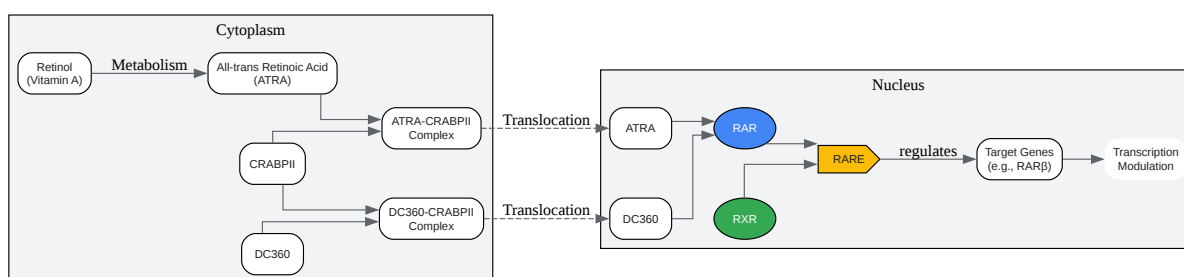 Cytoplasm
Retinol
(Vitamin A)
Metabolism
All-trans Retinoic Acid
(ATRA)
ATRA-CRABPII
Complex
CRABPII
DC360-CRABPII
Complex
DC360
Translocation
Translocation
Nucleus
ATRA
RAR
RARE
regulates
Target Genes
(e.g., RARβ)
Transcription
Modulation
DC360
RXR